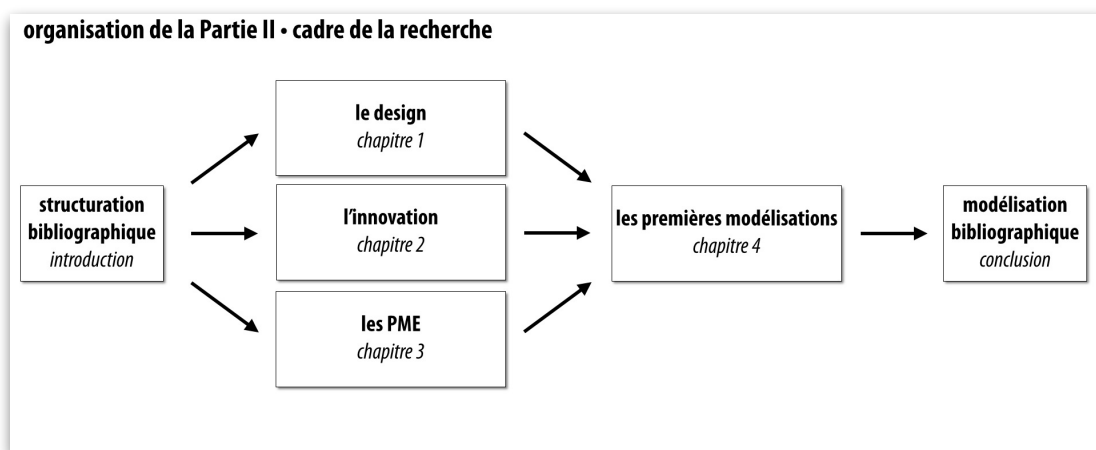 organisation de la Partie II • cadre de la recherche
structuration
bibliographique
introduction
le design
chapitre 1
l'innovation
chapitre 2
les PME
chapitre 3
les premières modélisations
chapitre 4
modélisation
bibliographique
conclusion